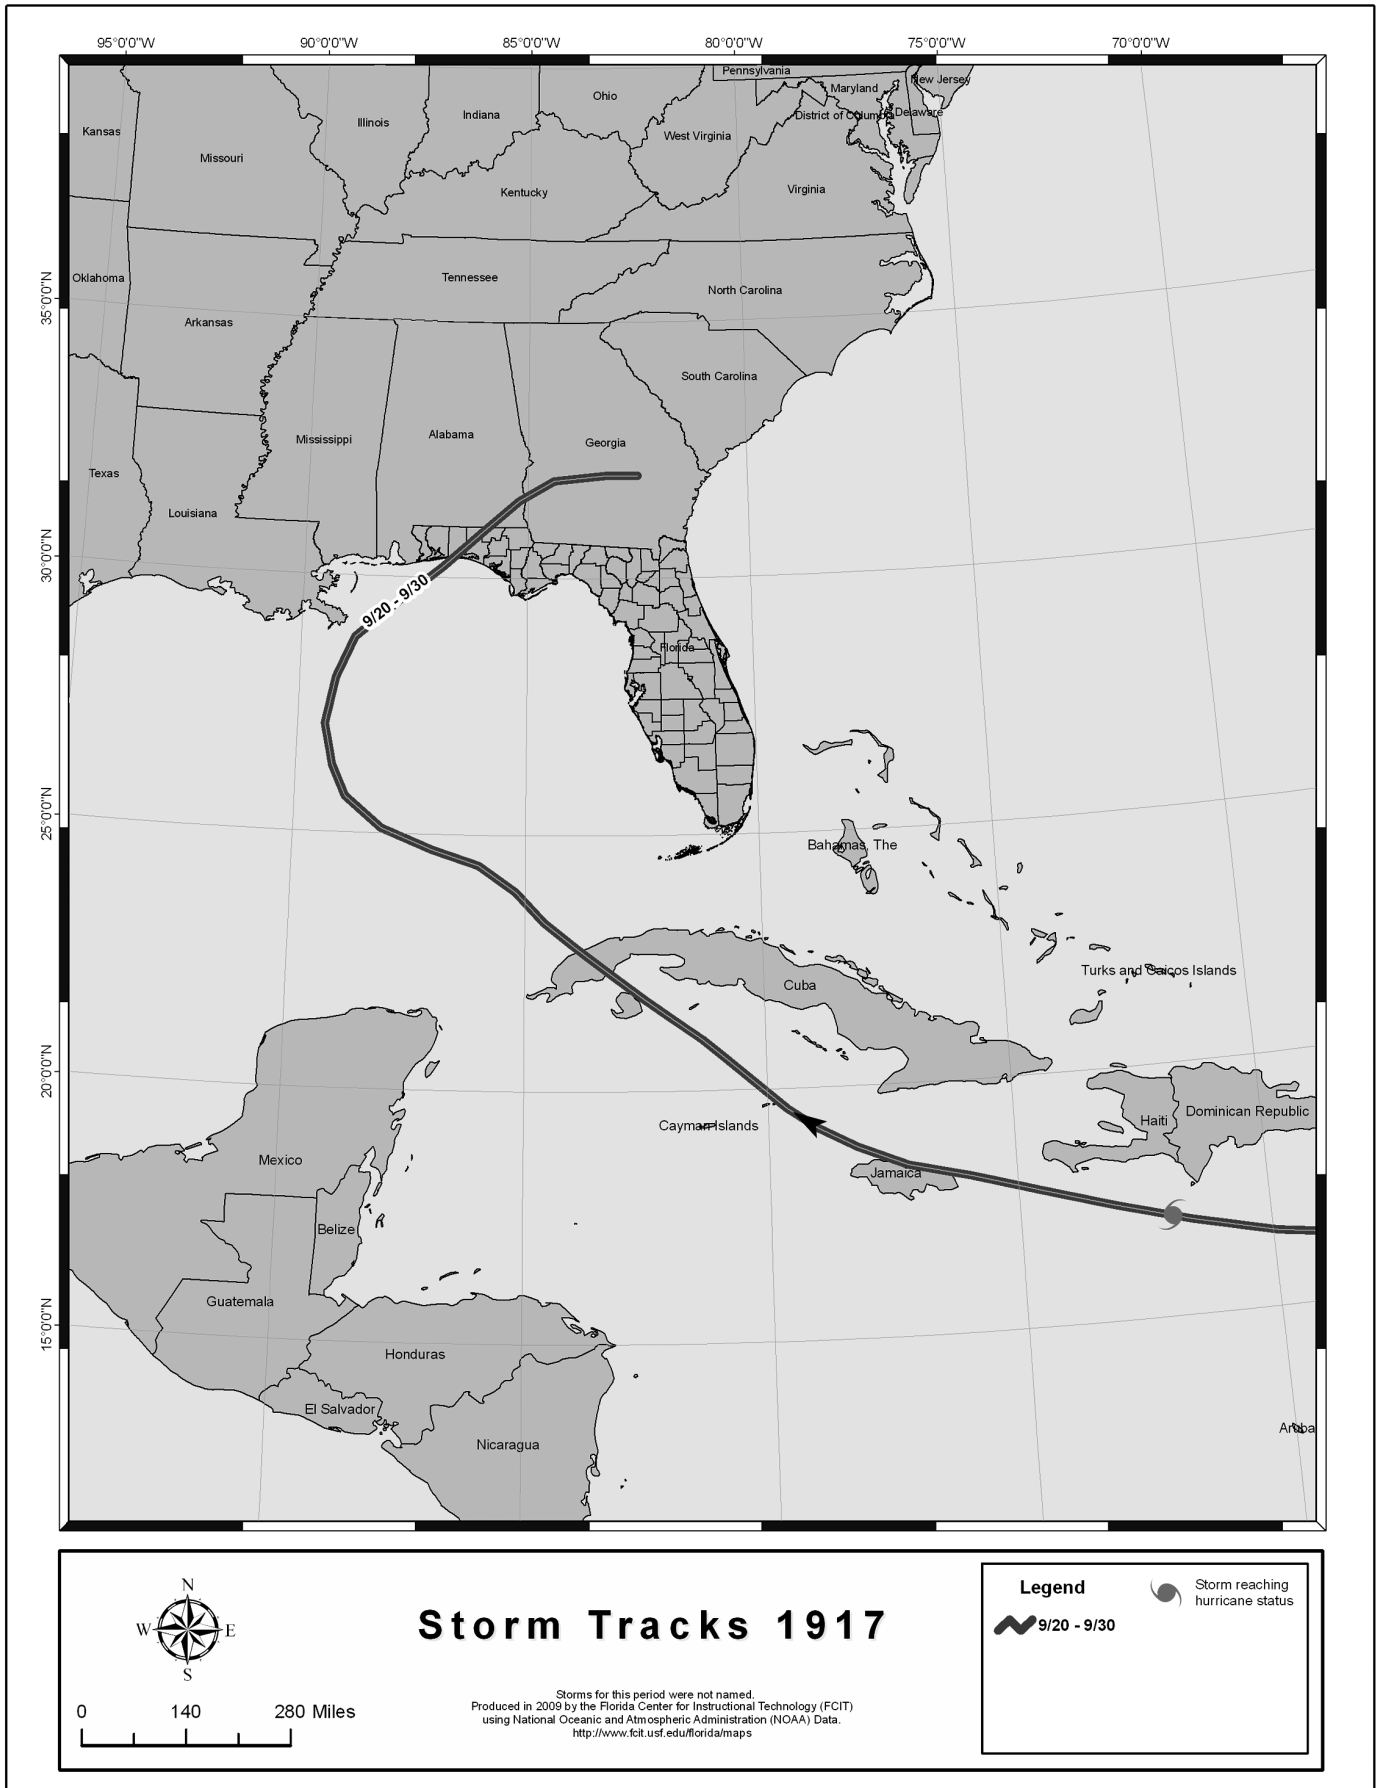 95°0'0"W 90°0'0"W 85°0'0"W 80°0'0"W 75°0'0"W 70°0'0"W
35°0'0"N
30°0'0"N
25°0'0"N
20°0'0"N
15°0'0"N
Pennsylvania
New Jersey
Maryland
Ohio
Indiana
District of Columbia
Delaware
Illinois
Kansas
West Virginia
Missouri
Virginia
Kentucky
Oklahoma
Tennessee
North Carolina
Arkansas
South Carolina
Alabama
Mississippi
Georgia
Texas
Louisiana
9/20 - 9/30
Florida
Bahamas, The
Turks and Caicos Islands
Cuba
Dominican Republic
Haiti
Cayman Islands
Mexico
Jamaica
Belize
Guatemala
Honduras
El Salvador
Aruba
Nicaragua
N
W E
S
0 140 280 Miles
Storm Tracks 1917
Storms for this period were not named.
Produced in 2009 by the Florida Center for Instructional Technology (FCIT)
using National Oceanic and Atmospheric Administration (NOAA) Data.
http://www.fcit.usf.edu/florida/maps
Legend
9/20 - 9/30
Storm reaching
hurricane status